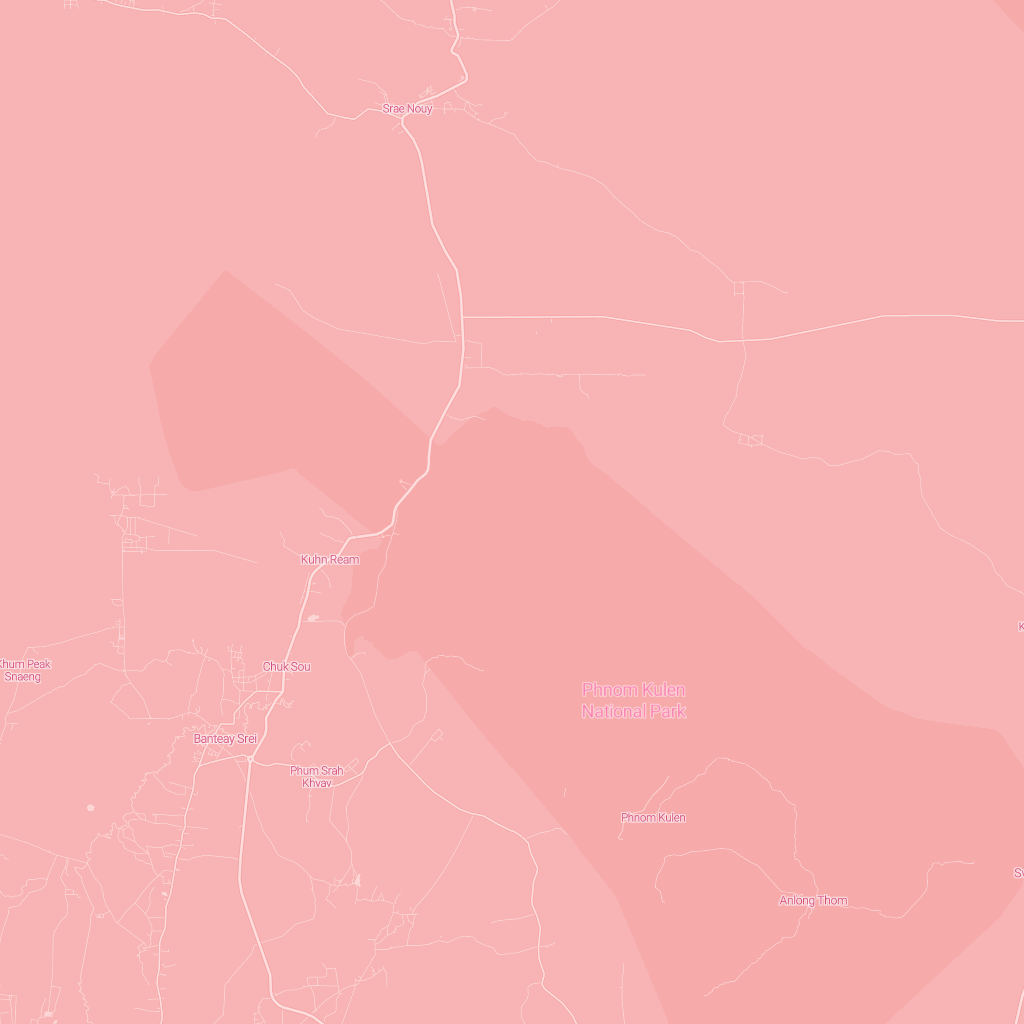 Srae Nouy
Kuhn Ream
Khum Peak
Snaeng
Chuk Sou
Phnom Kulen
National Park
Banteay Srei
Phum Srah
Khvav
Phnom Kulen
Anlong Thom